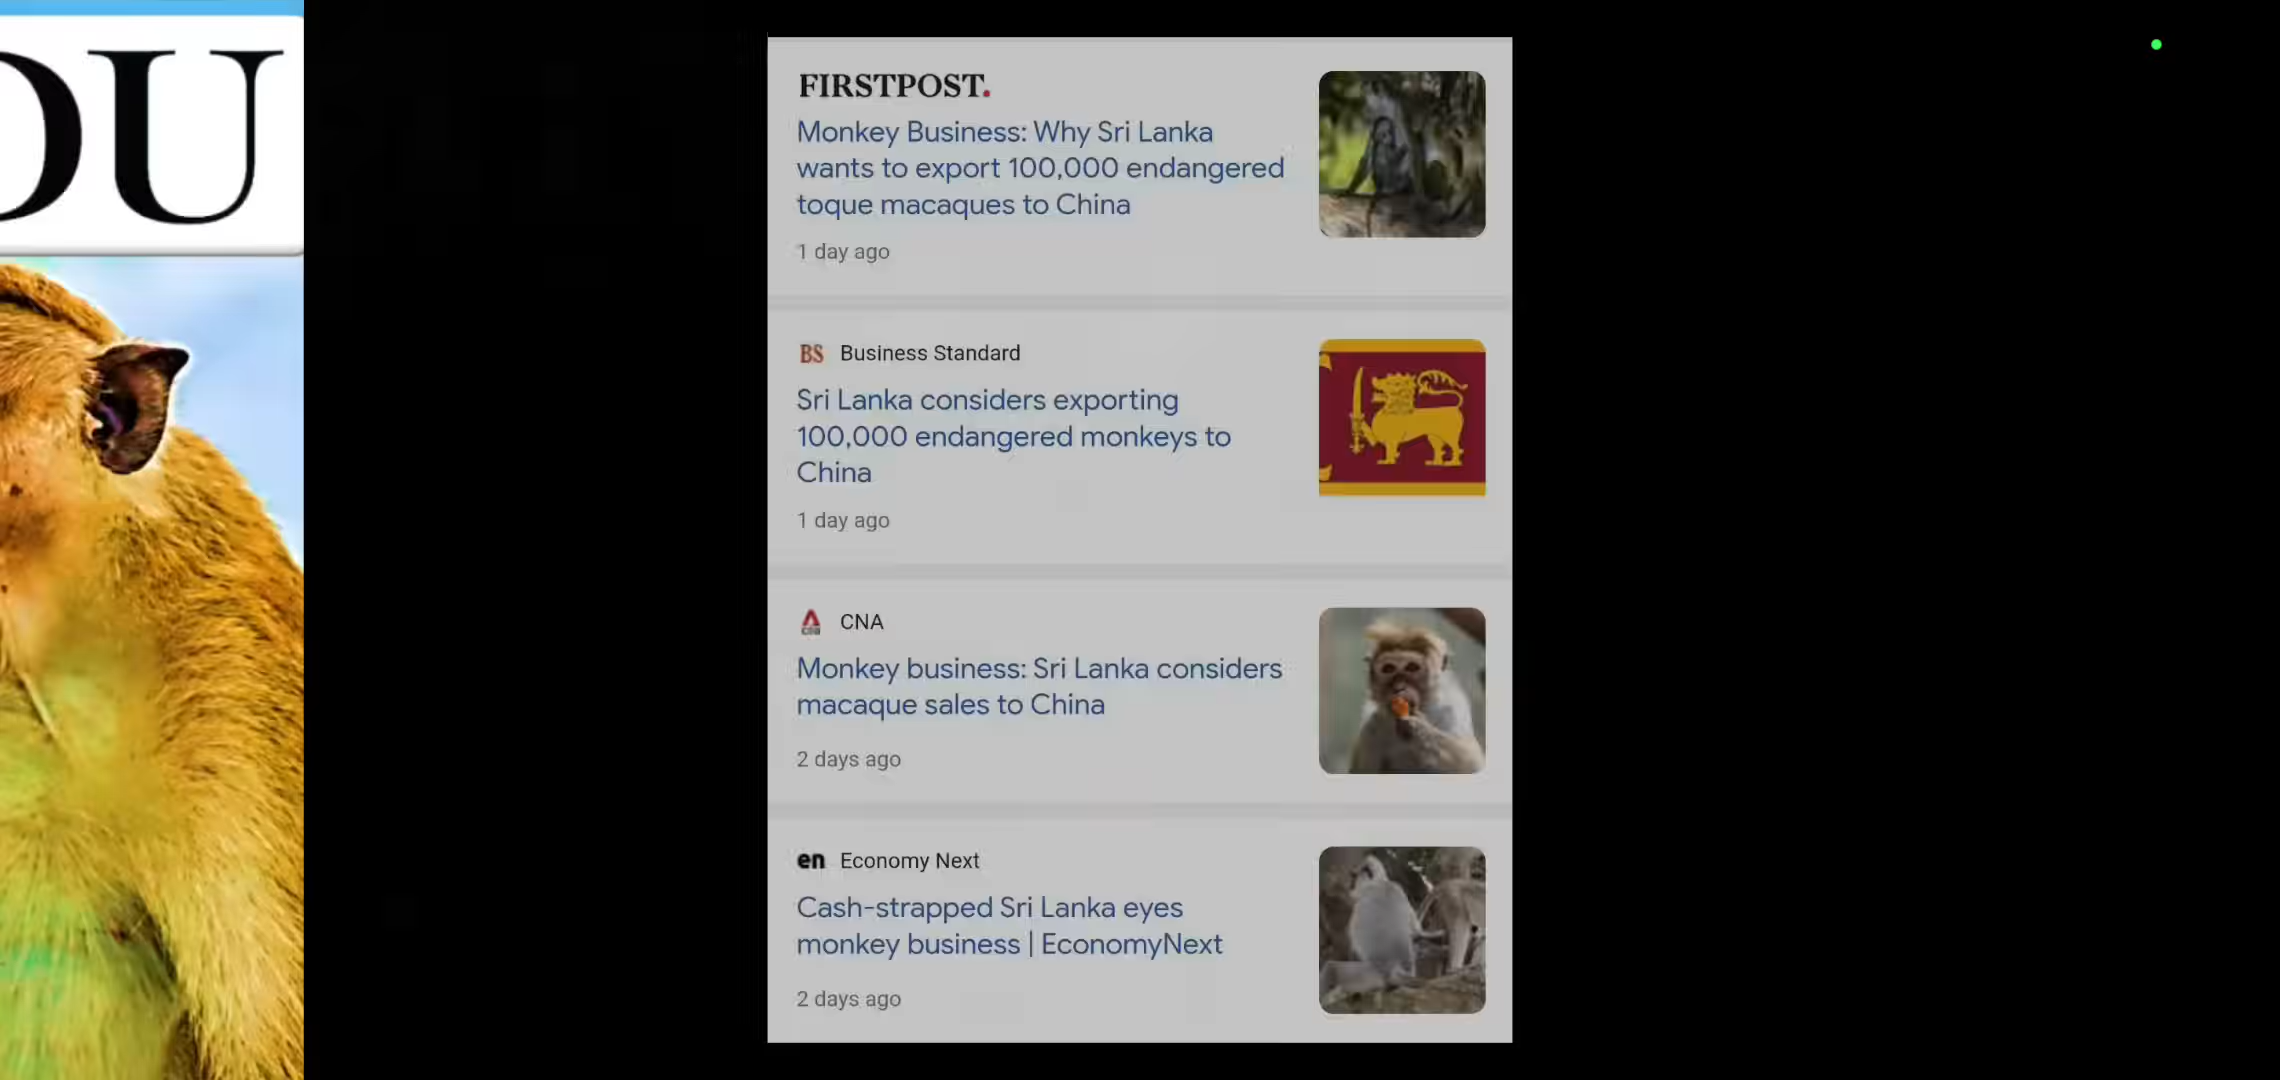 OU
FIRSTPOST.
Monkey Business: Why Sri Lanka
wants to export 100,000 endangered
toque macaques to China
1 day ago
BS Business Standard
Sri Lanka considers exporting
100,000 endangered monkeys to
China
1 day ago
CNA
Monkey business: Sri Lanka considers
macaque sales to China
2 days ago
en Economy Next
Cash-strapped Sri Lanka eyes
monkey business | EconomyNext
2 days ago